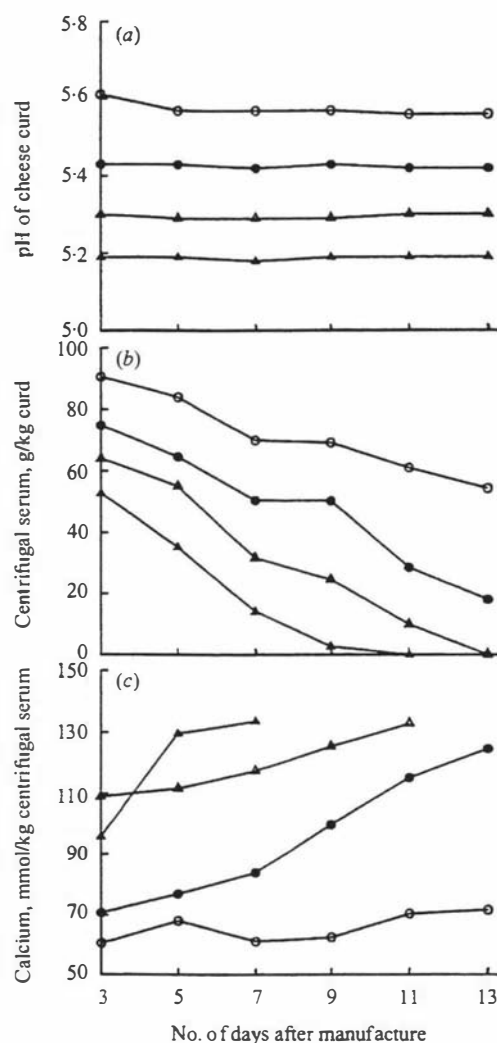 (a)
5·8
5·6
5·4
5·2
5·0
pH of cheese curd
(b)
100
80
60
40
20
0
Centrifugal serum, g/kg curd
(c)
150
130
110
90
70
50
Calcium, mmol/kg centrifugal serum
3 5 7 9 11 13
No. of days after manufacture